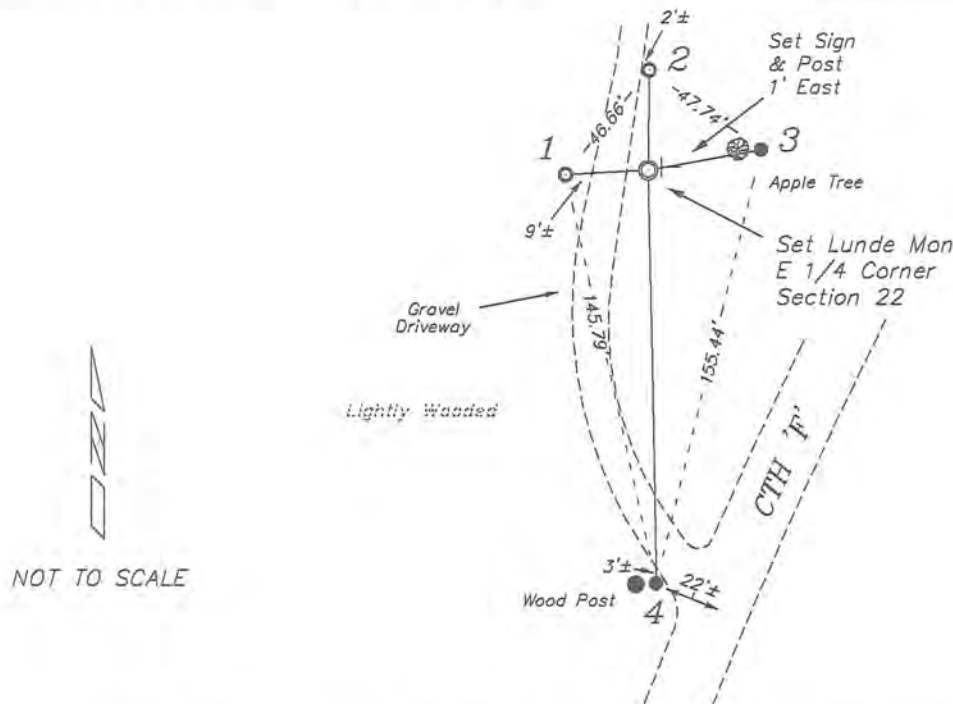 2'±
2
Set Sign
& Post
1' East
-46.66'-
-47.74'-
1
3
Apple Tree
9'±
Set Lunde Mon
E 1/4 Corner
Section 22
Gravel
Driveway
145.79'
155.44'
Lightly Wooded
CTH 'F'
N
NOT TO SCALE
3'±
22'±
Wood Post
4